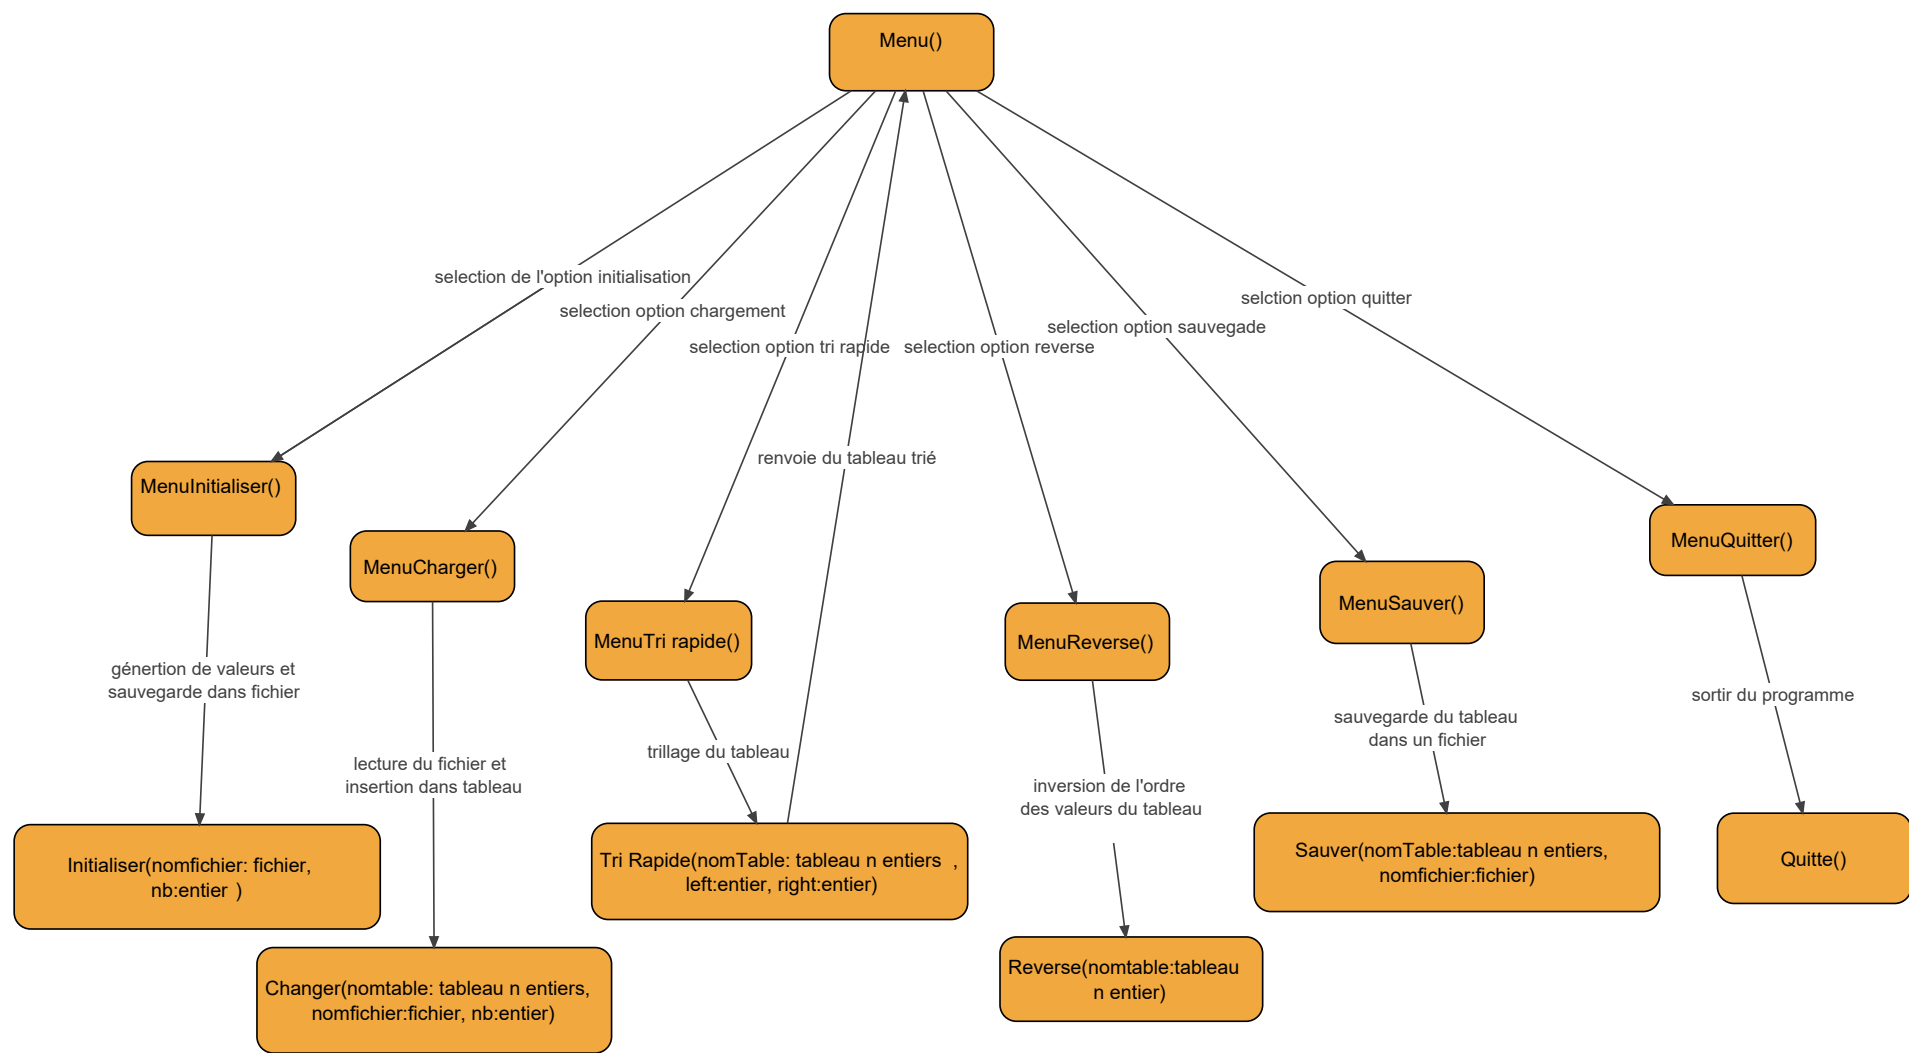 Menu()
selection de l'option initialisation
selection option chargement
selection option tri rapide
selection option reverse
selection option sauvegade
selction option quitter
renvoie du tableau trié
MenuInitialiser()
MenuCharger()
MenuTri rapide()
MenuReverse()
MenuSauver()
MenuQuitter()
génertion de valeurs et
sauvegarde dans fichier
lecture du fichier et
insertion dans tableau
trillage du tableau
inversion de l'ordre
des valeurs du tableau
sauvegarde du tableau
dans un fichier
sortir du programme
Initialiser(nomfichier: fichier,
nb:entier )
Changer(nomtable: tableau n entiers,
nomfichier:fichier, nb:entier)
Tri Rapide(nomTable: tableau n entiers ,
left:entier, right:entier)
Reverse(nomtable:tableau
n entier)
Sauver(nomTable:tableau n entiers,
nomfichier:fichier)
Quitte()